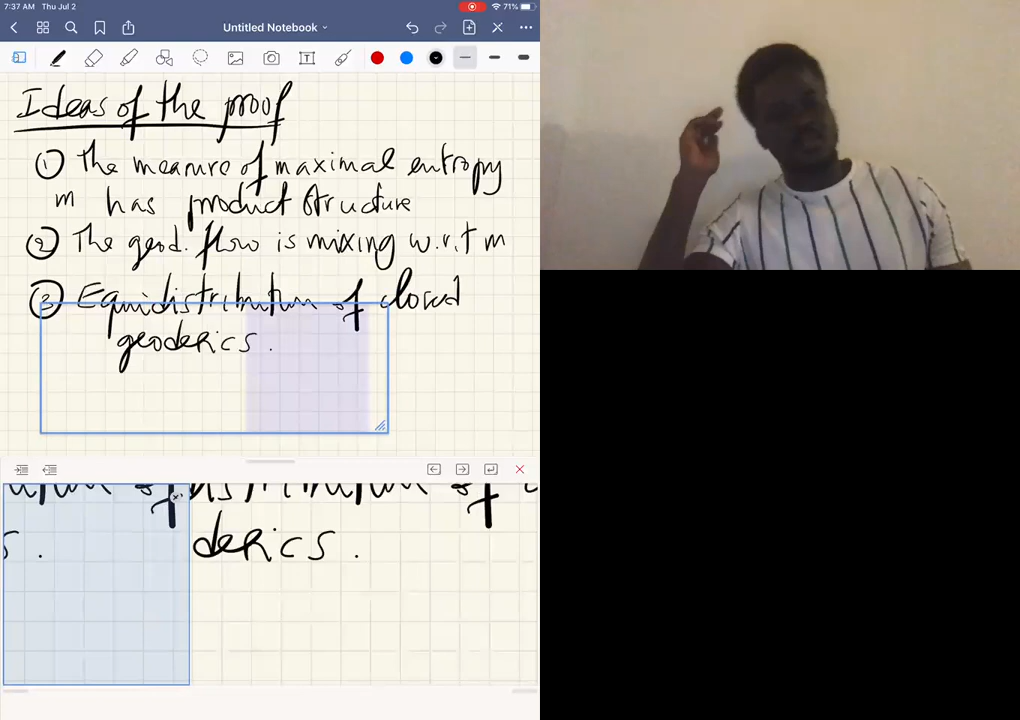 7:37 AM Thu Jul 2
71%
Untitled Notebook
Ideas of the proof
① The measure of maximal entropy
m has product structure
② The geod. flow is mixing w.r.t m
③ Equidistribution of closed
geoderics.
s. derics.